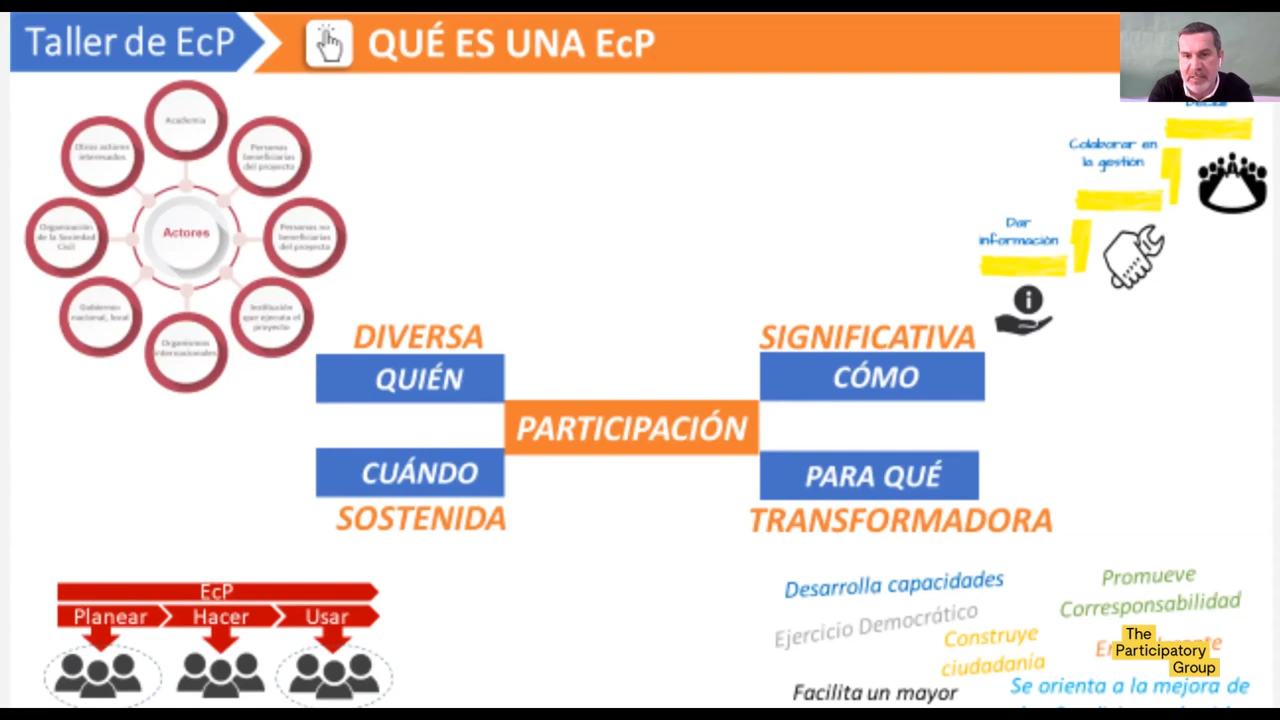 Taller de EcP
QUÉ ES UNA EcP
Academia
Otros actores
interesados
Personas
beneficiarias
del proyecto
Organización
de la Sociedad
Civil
Actores
Personas no
beneficiarias
del proyecto
Gobierno
nacional, local
Institución
que ejecuta el
proyecto
Organismos
internacionales
Colaborar en
la gestión
Dar
información
DIVERSA
QUIÉN
SIGNIFICATIVA
CÓMO
PARTICIPACIÓN
CUÁNDO
SOSTENIDA
PARA QUÉ
TRANSFORMADORA
EcP
Planear
Hacer
Usar
Desarrolla capacidades
Promueve
Corresponsabilidad
Ejercicio Democrático
Construye
ciudadanía
The
Participatory
Group
Facilita un mayor
Se orienta a la mejora de